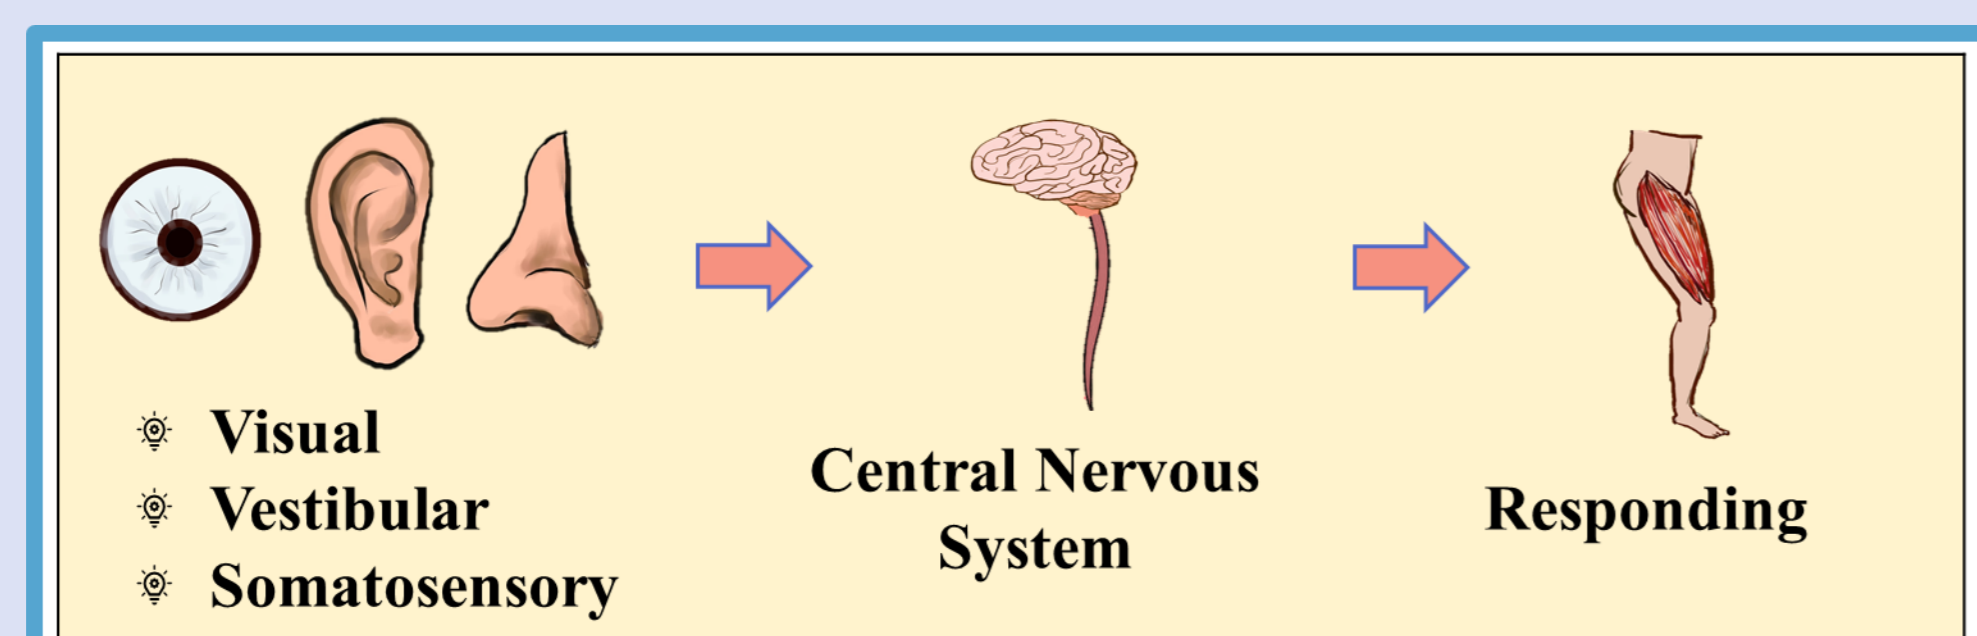 Visual
Vestibular
Somatosensory
Central Nervous
System
Responding